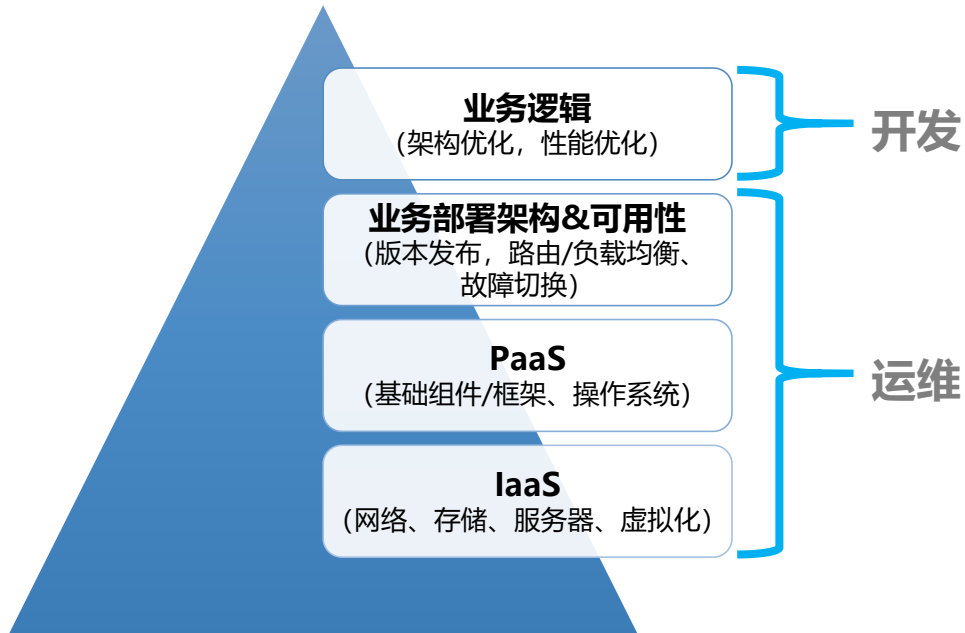 业务逻辑
（架构优化，性能优化）
开发
业务部署架构&可用性
（版本发布，路由/负载均衡、
故障切换）
PaaS
（基础组件/框架、操作系统）
运维
IaaS
（网络、存储、服务器、虚拟化）